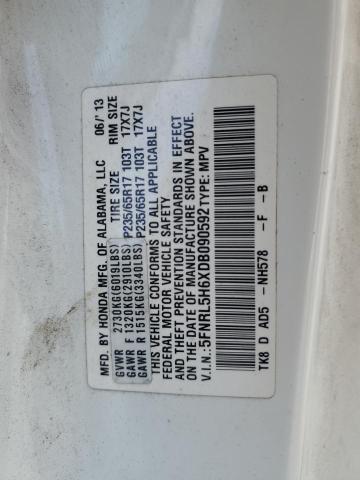 MFD. BY HONDA MFG. OF ALABAMA, LLC 06/'13
TIRE SIZE RIM SIZE
GVWR 2730KG(6019LBS)
GAWR F 1320KG(2910LBS) P235/65R17 103T 17X7J
GAWR R 1515KG(3340LBS) P235/65R17 103T 17X7J
THIS VEHICLE CONFORMS TO ALL APPLICABLE
FEDERAL MOTOR VEHICLE SAFETY
AND THEFT PREVENTION STANDARDS IN EFFECT
ON THE DATE OF MANUFACTURE SHOWN ABOVE.
V.I.N.: 5FNRL5H6XDB090592 TYPE: MPV
TK8 D AD5 -NH578 -F -B